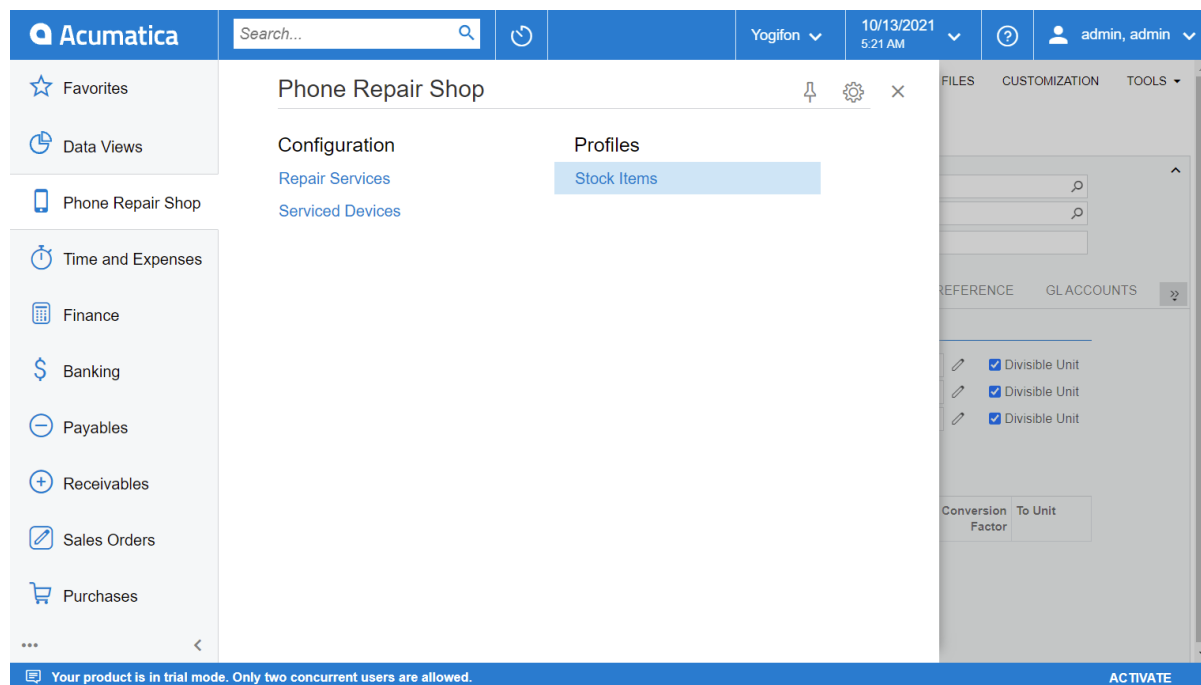 Acumatica
Search...
Yogifon
10/13/2021
5:21 AM
admin, admin
Favorites
Data Views
Phone Repair Shop
Time and Expenses
Finance
Banking
Payables
Receivables
Sales Orders
Purchases
Phone Repair Shop
Configuration
Repair Services
Serviced Devices
Profiles
Stock Items
FILES CUSTOMIZATION TOOLS
REFERENCE GL ACCOUNTS
Divisible Unit
Divisible Unit
Divisible Unit
Conversion Factor
To Unit
Your product is in trial mode. Only two concurrent users are allowed.
ACTIVATE